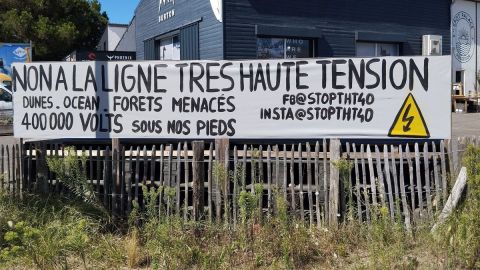 NON A LA LIGNE TRES HAUTE TENSION
DUNES . OCEAN . FORETS MENACÉS
FB@STOPTHT40
INSTA@STOPTHT40
400 000 VOLTS SOUS NOS PIEDS